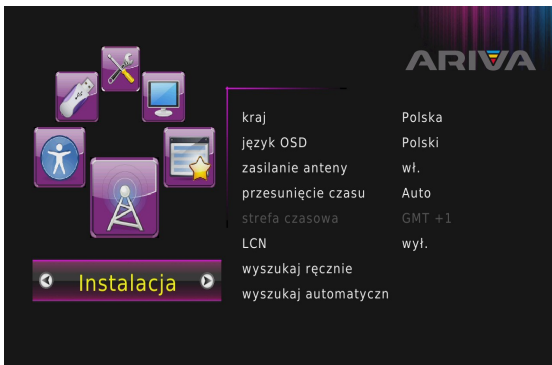 ARIVA
kraj Polska
język OSD Polski
zasilanie anteny wł.
przesunięcie czasu Auto
strefa czasowa GMT +1
LCN wył.
wyszukaj ręcznie
wyszukaj automatyczn
Instalacja